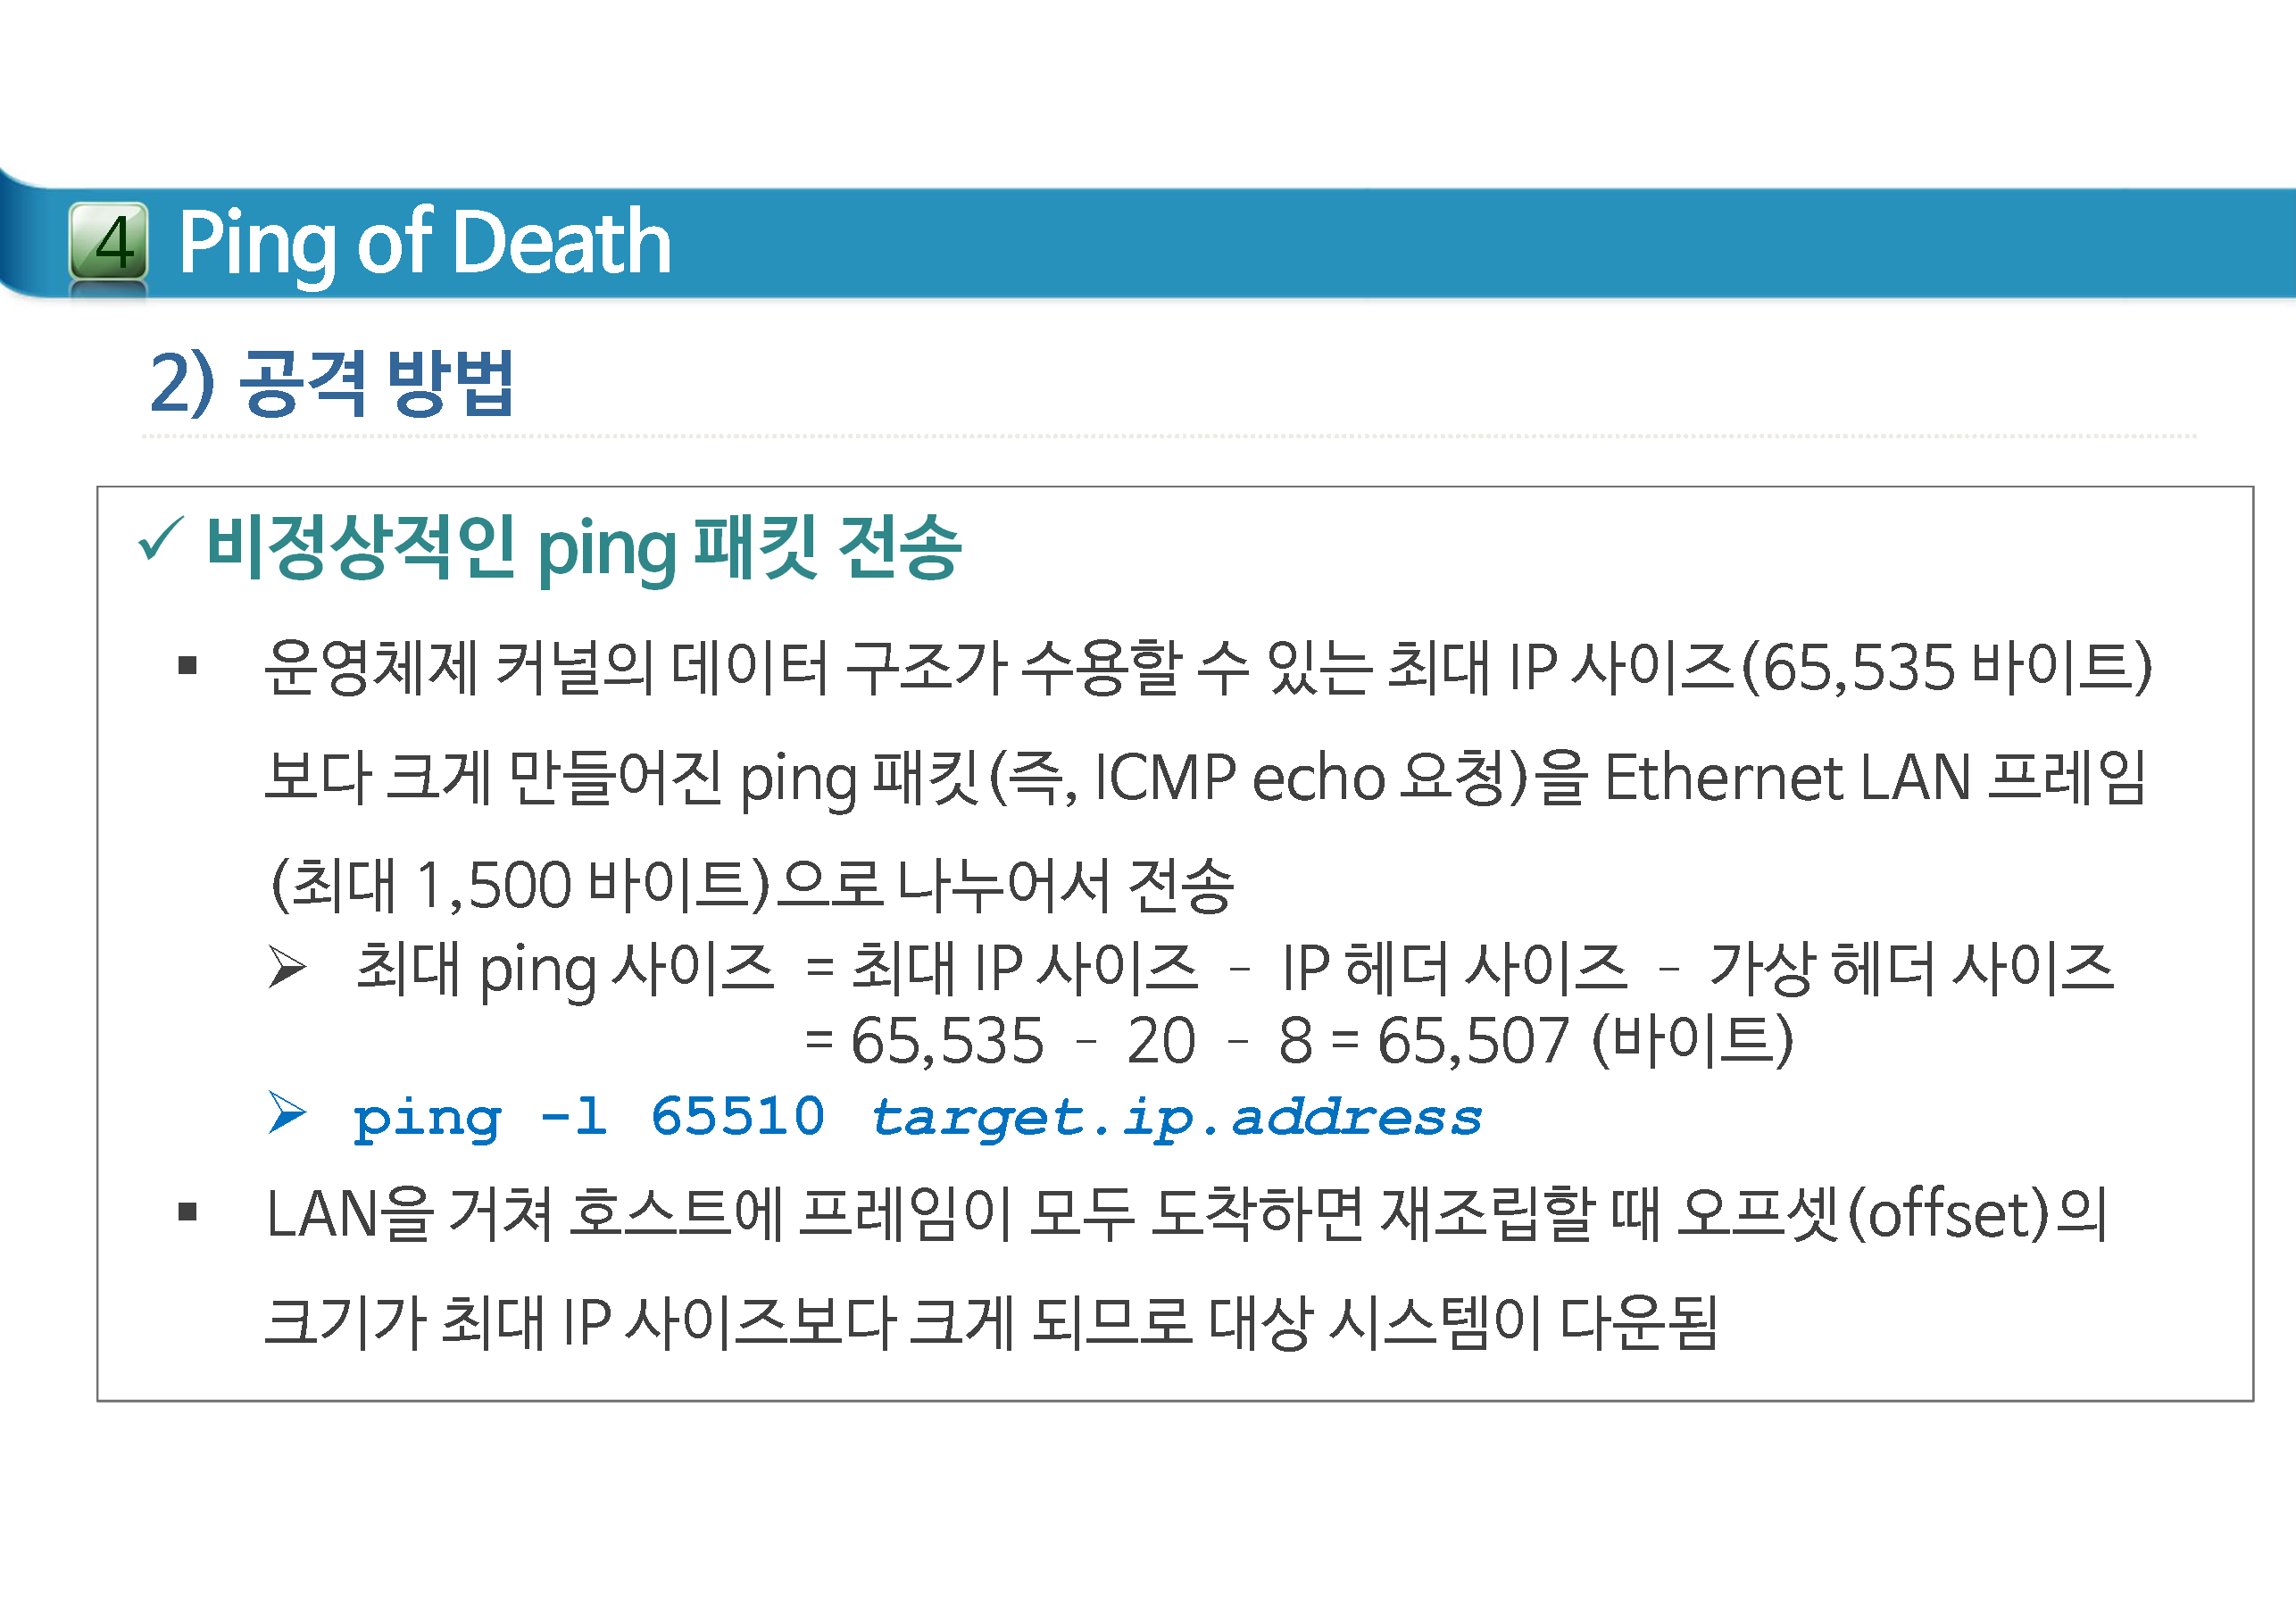 4 Ping of Death
2) 공격 방법
✓ 비정상적인 ping 패킷 전송
▪ 운영체제 커널의 데이터 구조가 수용할 수 있는 최대 IP 사이즈(65,535 바이트)
보다 크게 만들어진 ping 패킷(즉, ICMP echo 요청)을 Ethernet LAN 프레임
(최대 1,500 바이트)으로 나누어서 전송
➢ 최대 ping 사이즈 = 최대 IP 사이즈 – IP 헤더 사이즈 – 가상 헤더 사이즈
= 65,535 – 20 – 8 = 65,507 (바이트)
➢ ping -l 65510 target.ip.address
▪ LAN을 거쳐 호스트에 프레임이 모두 도착하면 재조립할 때 오프셋(offset)의
크기가 최대 IP 사이즈보다 크게 되므로 대상 시스템이 다운됨